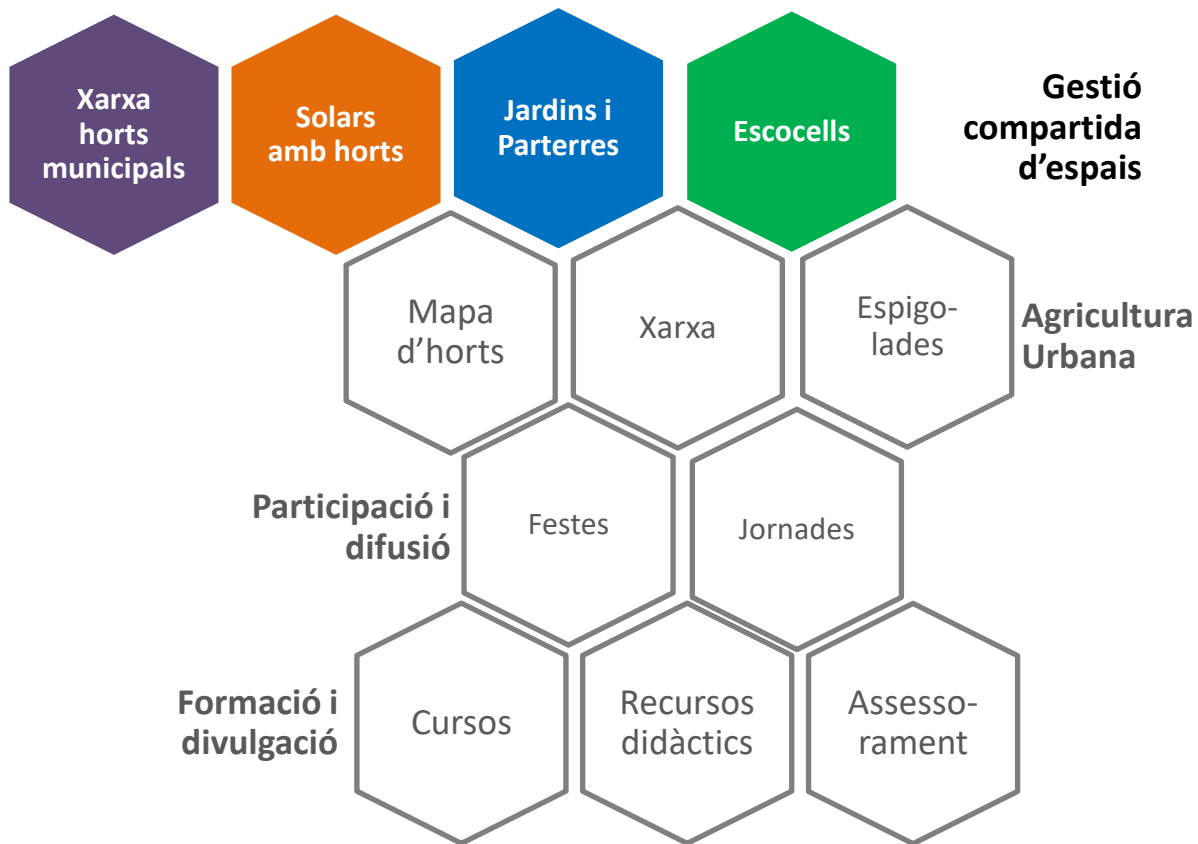 Xarxa
horts
municipals
Solars
amb horts
Jardins i
Parterres
Escocells
Gestió
compartida
d’espais
Mapa
d’horts
Xarxa
Espigo-
lades
Agricultura
Urbana
Participació i
difusió
Festes
Jornades
Formació i
divulgació
Cursos
Recursos
didàctics
Assesso-
rament